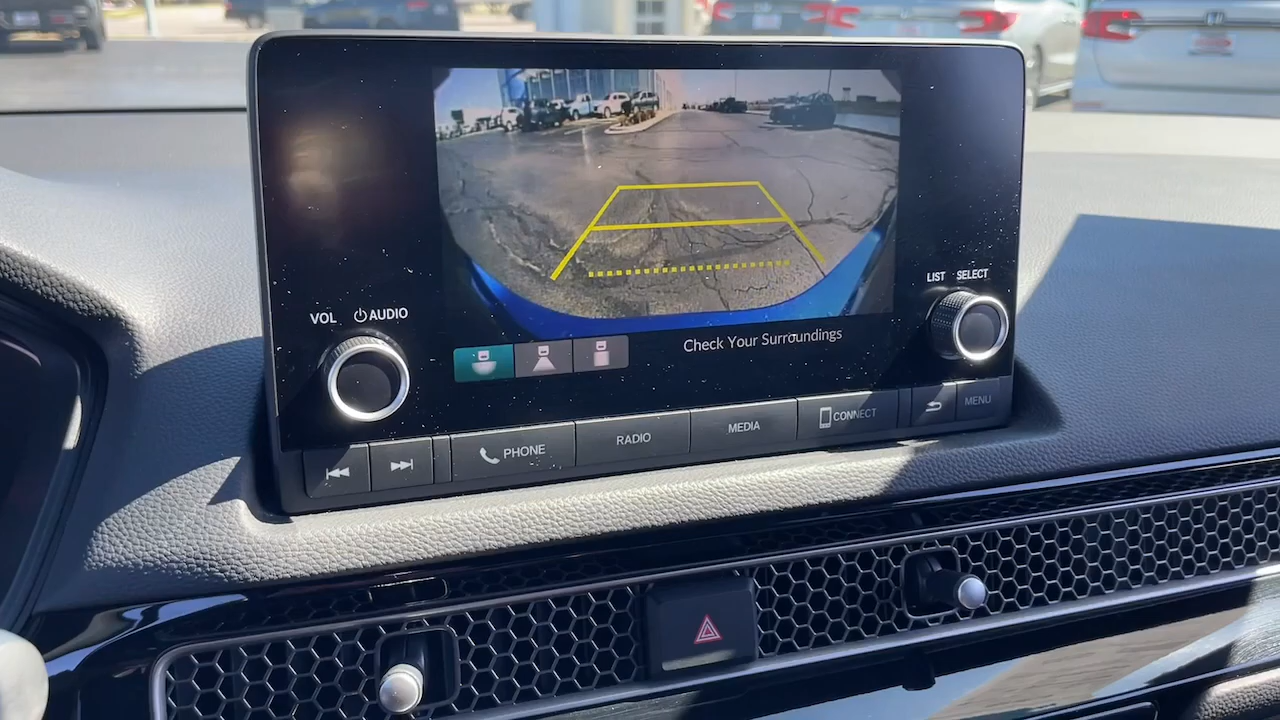 LIST SELECT
VOL AUDIO
Check Your Surroundings
PHONE
RADIO
MEDIA
CONNECT
MENU